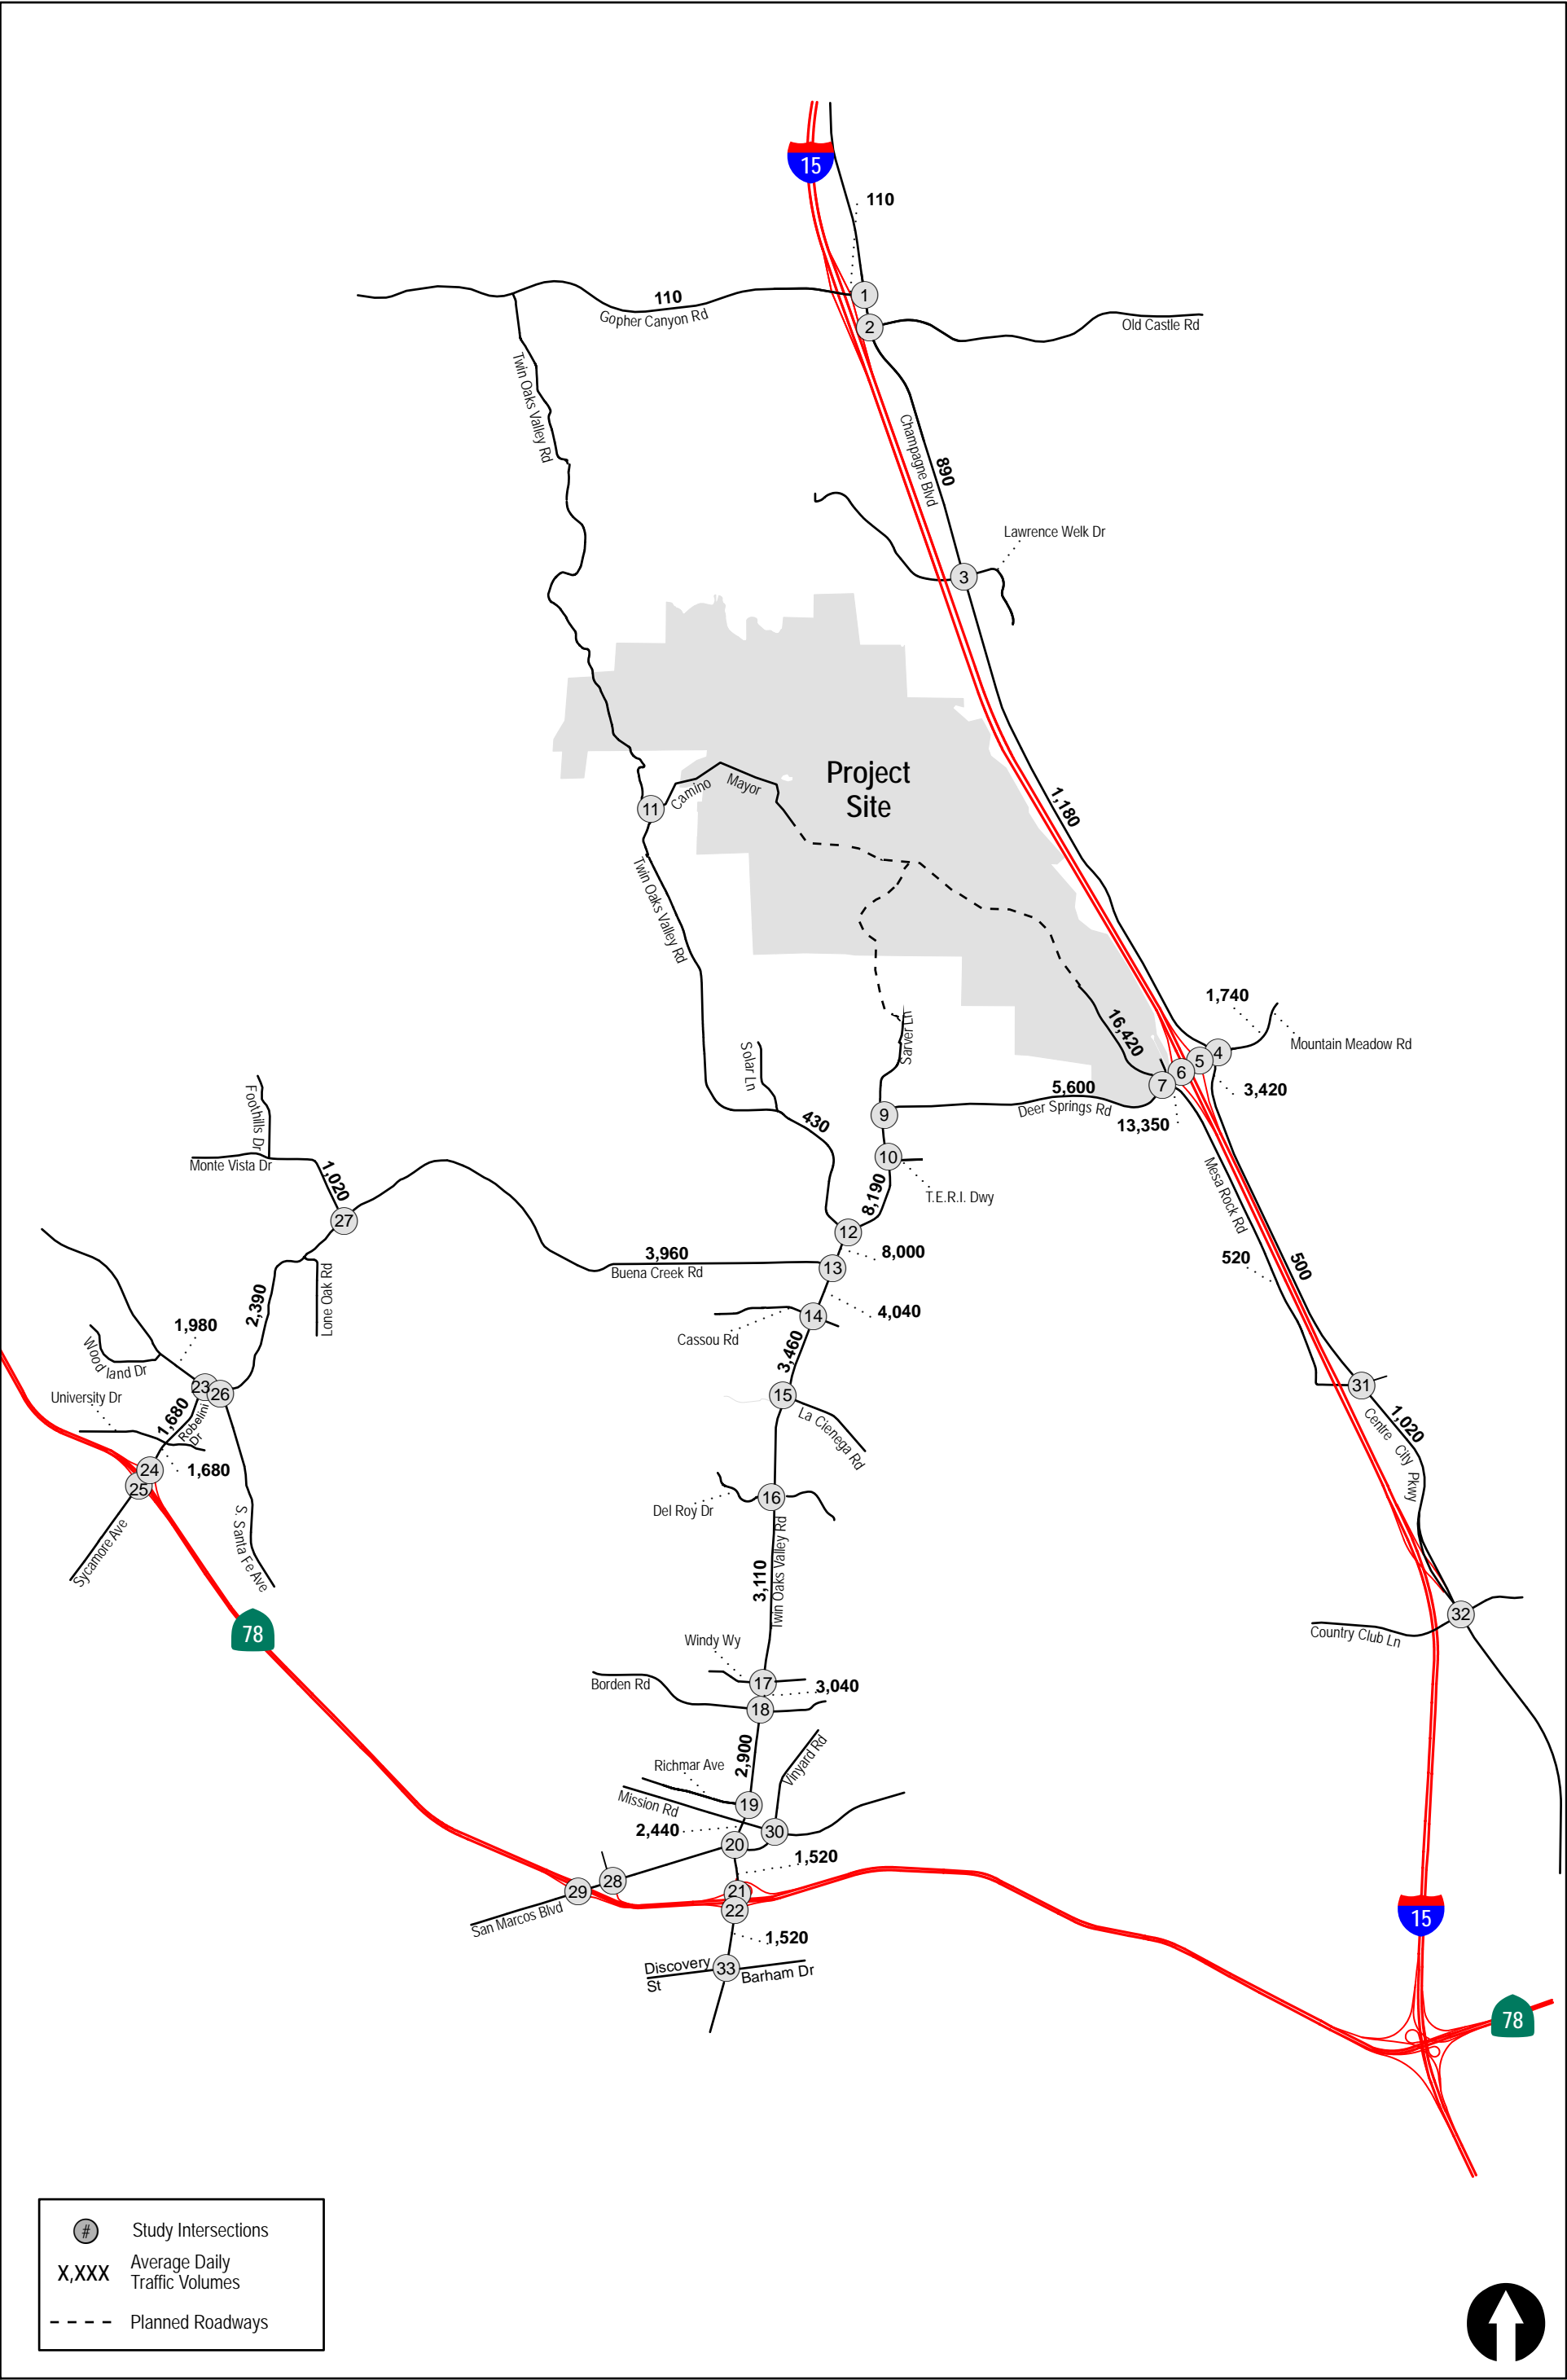 15
110
1
110
Gopher Canyon Rd
2
Old Castle Rd
Twin Oaks Valley Rd
Champagne Blvd
890
Lawrence Welk Dr
3
Project
Site
Camino Mayor
11
1,180
Twin Oaks Valley Rd
1,740
Mountain Meadow Rd
16,420
Sarver Ln
Solar Ln
4
5
6
7
3,420
5,600
Deer Springs Rd
13,350
9
430
Foothills Dr
Monte Vista Dr
1,020
10
T.E.R.I. Dwy
8,190
Mesa Rock Rd
27
12
8,000
3,960
Buena Creek Rd
13
520
500
Lone Oak Rd
2,390
4,040
14
Cassou Rd
1,980
3,460
Wood land Dr
23
26
15
La Cienega Rd
31
University Dr
1,680
Robelini
Dr
1,020
Centre City Pkwy
24
1,680
25
16
Del Roy Dr
Sycamore Ave
S. Santa Fe Ave
3,110
Twin Oaks Valley Rd
78
32
Country Club Ln
Windy Wy
17
3,040
Borden Rd
18
2,900
Vinyard Rd
Richmar Ave
Mission Rd
19
2,440
30
20
1,520
28
29
21
22
San Marcos Blvd
15
1,520
Discovery
St
33
Barham Dr
78
# Study Intersections
X,XXX Average Daily
Traffic Volumes
Planned Roadways